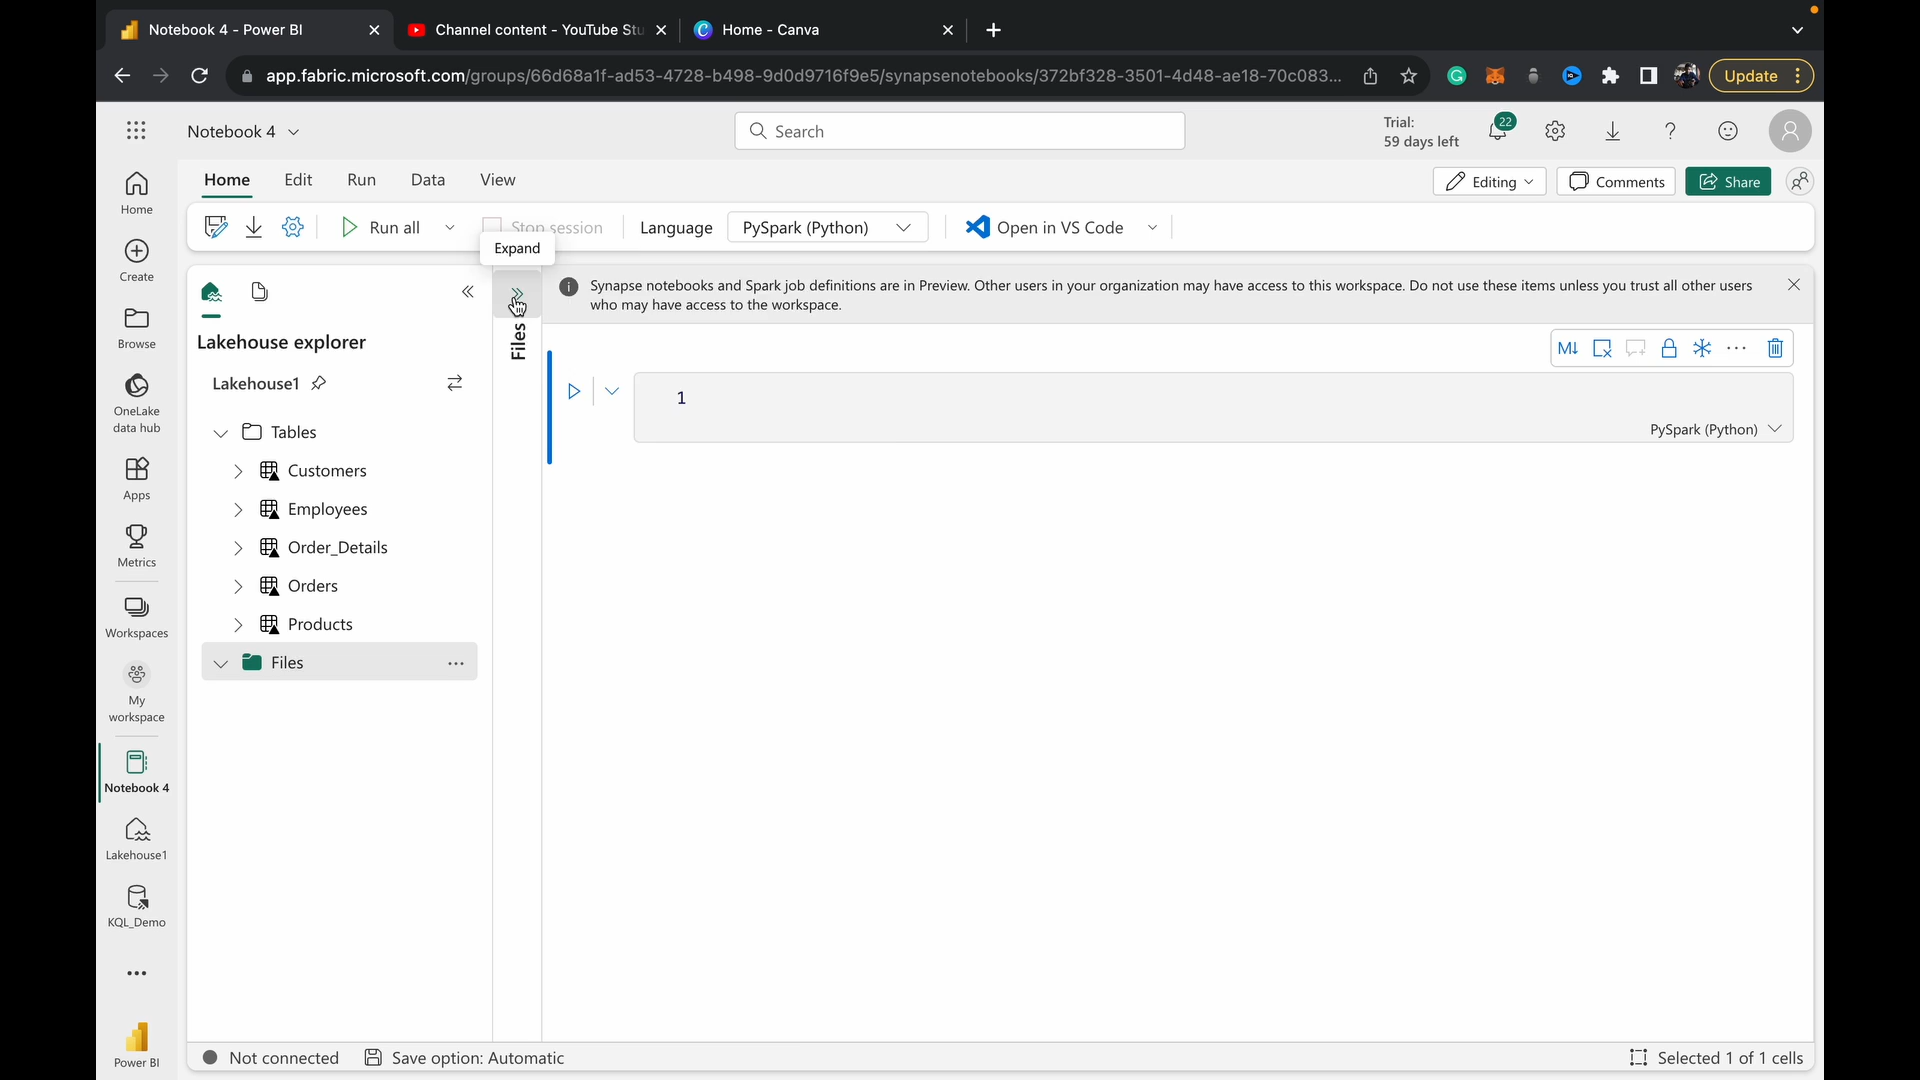 Notebook 4 - Power BI
Channel content - YouTube Stu
Home - Canva
app.fabric.microsoft.com/groups/66d68a1f-ad53-4728-b498-9d0d9716f9e5/synapsenotebooks/372bf328-3501-4d48-ae18-70c083...
Update
Notebook 4
Search
Trial:
59 days left
22
Home
Edit
Run
Data
View
Editing
Comments
Share
Run all
Stop session
Language
PySpark (Python)
Open in VS Code
Expand
Home
Create
Browse
OneLake
data hub
Apps
Metrics
Workspaces
My
workspace
Notebook 4
Lakehouse1
KQL_Demo
Power BI
Lakehouse explorer
Lakehouse1
Tables
Customers
Employees
Order_Details
Orders
Products
Files
Files
Synapse notebooks and Spark job definitions are in Preview. Other users in your organization may have access to this workspace. Do not use these items unless you trust all other users
who may have access to the workspace.
M↓
1
PySpark (Python)
Not connected
Save option: Automatic
Selected 1 of 1 cells